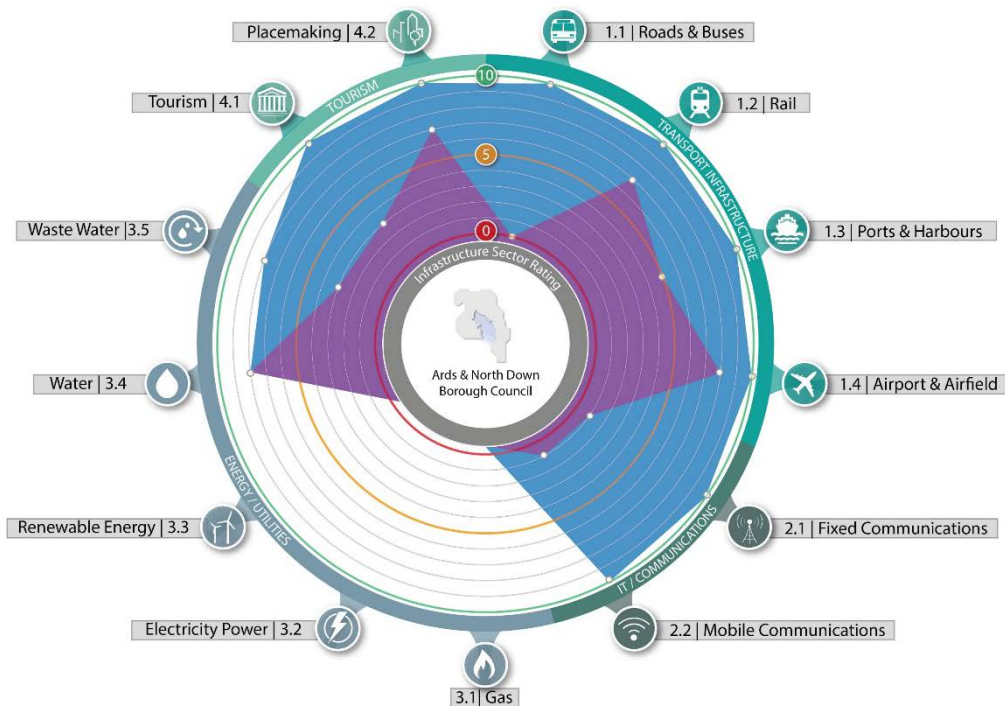 Placemaking | 4.2
1.1 | Roads & Buses
Tourism | 4.1
1.2 | Rail
Waste Water |3.5
1.3 | Ports & Harbours
Water | 3.4
1.4 | Airport & Airfield
Renewable Energy | 3.3
2.1 | Fixed Communications
Electricity Power | 3.2
2.2 | Mobile Communications
3.1| Gas
TOURISM
TRANSPORT INFRASTRUCTURE
ENERGY / UTILITIES
IT / COMMUNICATIONS
10
5
0
Infrastructure Sector Rating
Ards & North Down
Borough Council